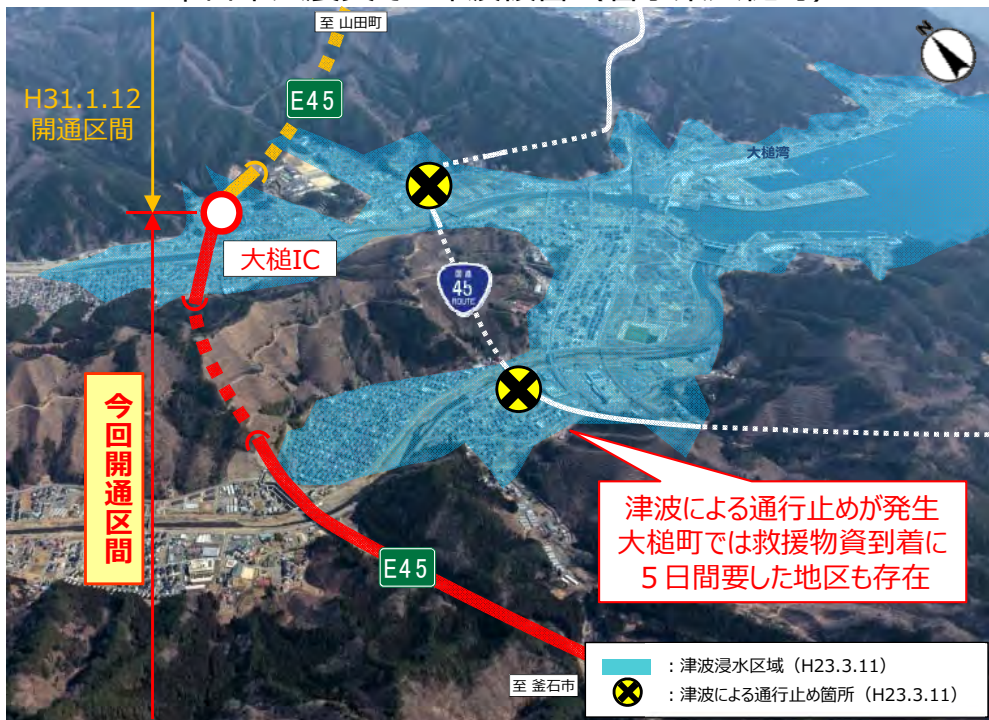 至 山田町
N
H31.1.12
開通区間
E45
大槌湾
大槌IC
国道
45
ROUTE
今回開通区間
津波による通行止めが発生
大槌町では救援物資到着に
５日間要した地区も存在
E45
至 釜石市
：津波浸水区域（H23.3.11）
：津波による通行止め箇所（H23.3.11）